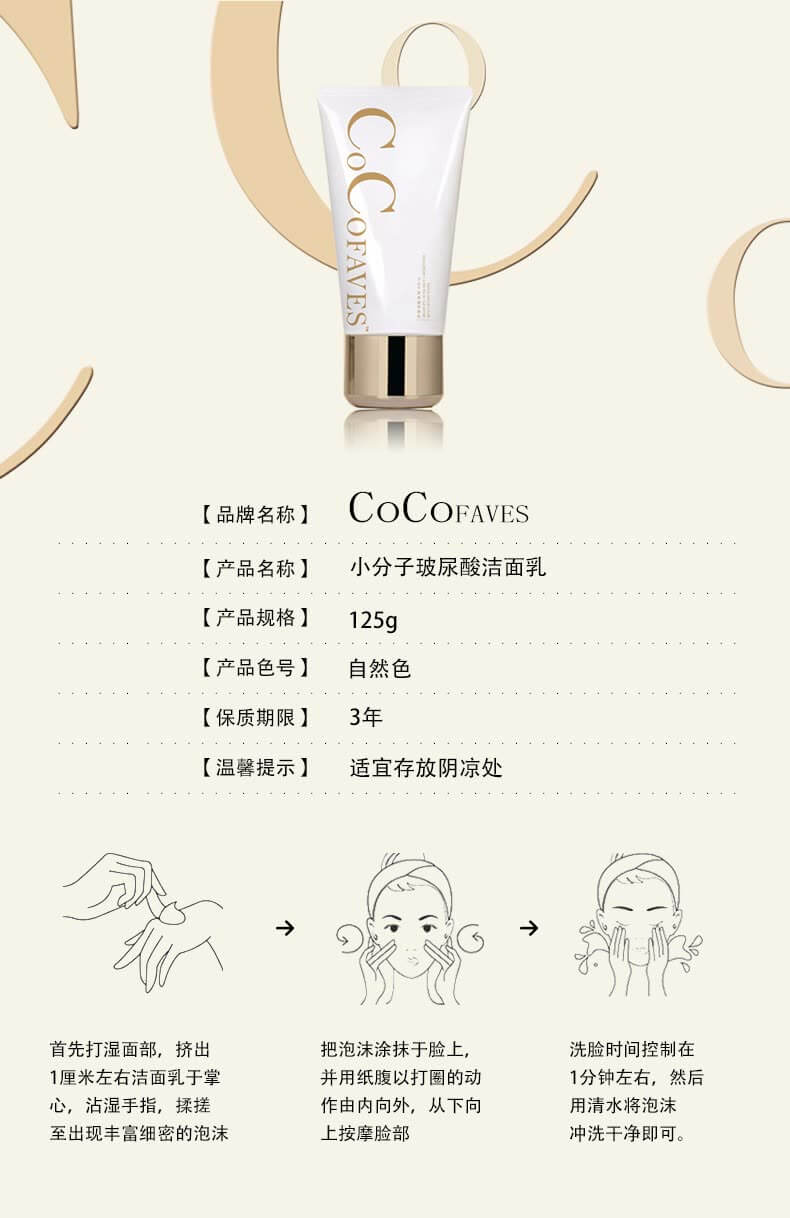 CoCoFAVES™
【品牌名称】 CoCoFAVES
【产品名称】 小分子玻尿酸洁面乳
【产品规格】 125g
【产品色号】 自然色
【保质期限】 3年
【温馨提示】 适宜存放阴凉处
首先打湿面部，挤出
1厘米左右洁面乳于掌
心，沾湿手指，揉搓
至出现丰富细密的泡沫
把泡沫涂抹于脸上，
并用纸腹以打圈的动
作由内向外，从下向
上按摩脸部
洗脸时间控制在
1分钟左右，然后
用清水将泡沫
冲洗干净即可。